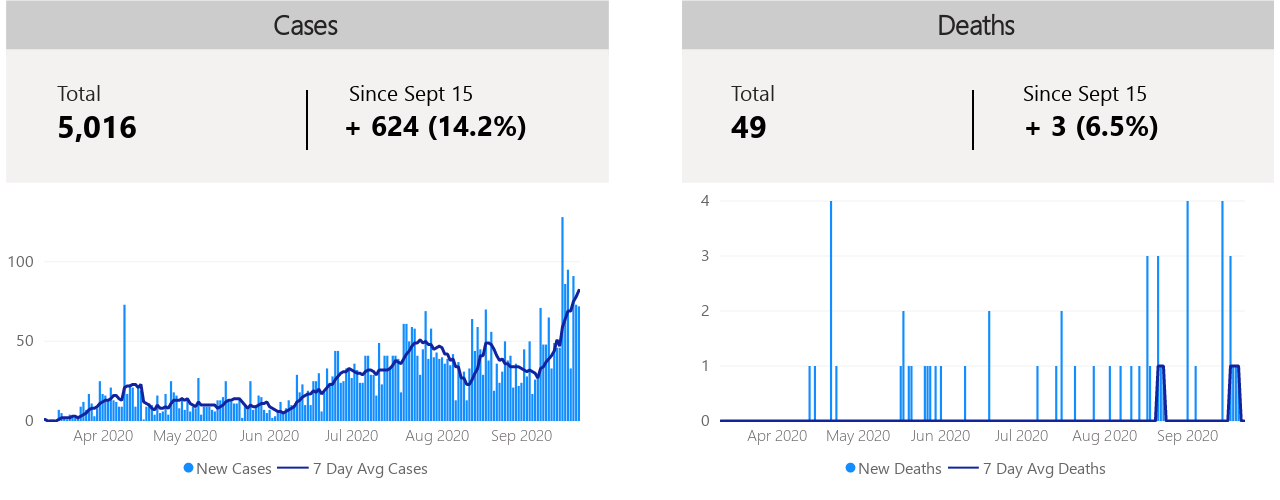 Cases
Total
5,016
Since Sept 15
+ 624 (14.2%)
100
50
0
Apr 2020 May 2020 Jun 2020 Jul 2020 Aug 2020 Sep 2020
New Cases 7 Day Avg Cases
Deaths
Total
49
Since Sept 15
+ 3 (6.5%)
4
3
2
1
0
Apr 2020 May 2020 Jun 2020 Jul 2020 Aug 2020 Sep 2020
New Deaths 7 Day Avg Deaths